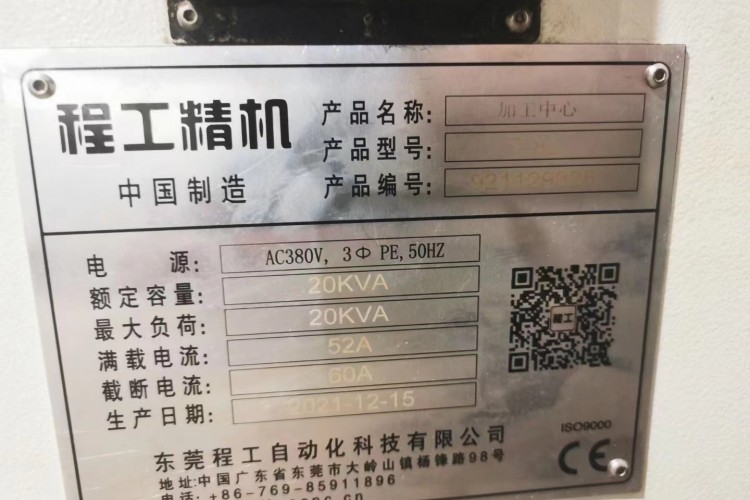 程工精机
中国制造
产品名称: 加工中心
产品型号:
产品编号:
电 源: AC380V, 3Φ PE,50HZ
额定容量: 20KVA
最大负荷: 20KVA
满载电流: 52A
截断电流: 60A
生产日期: 2021-12-15
程工
ISO9000
CE
东莞程工自动化科技有限公司
地址:中国广东省东莞市大岭山镇杨锋路98号
电话: +86-769-85911896